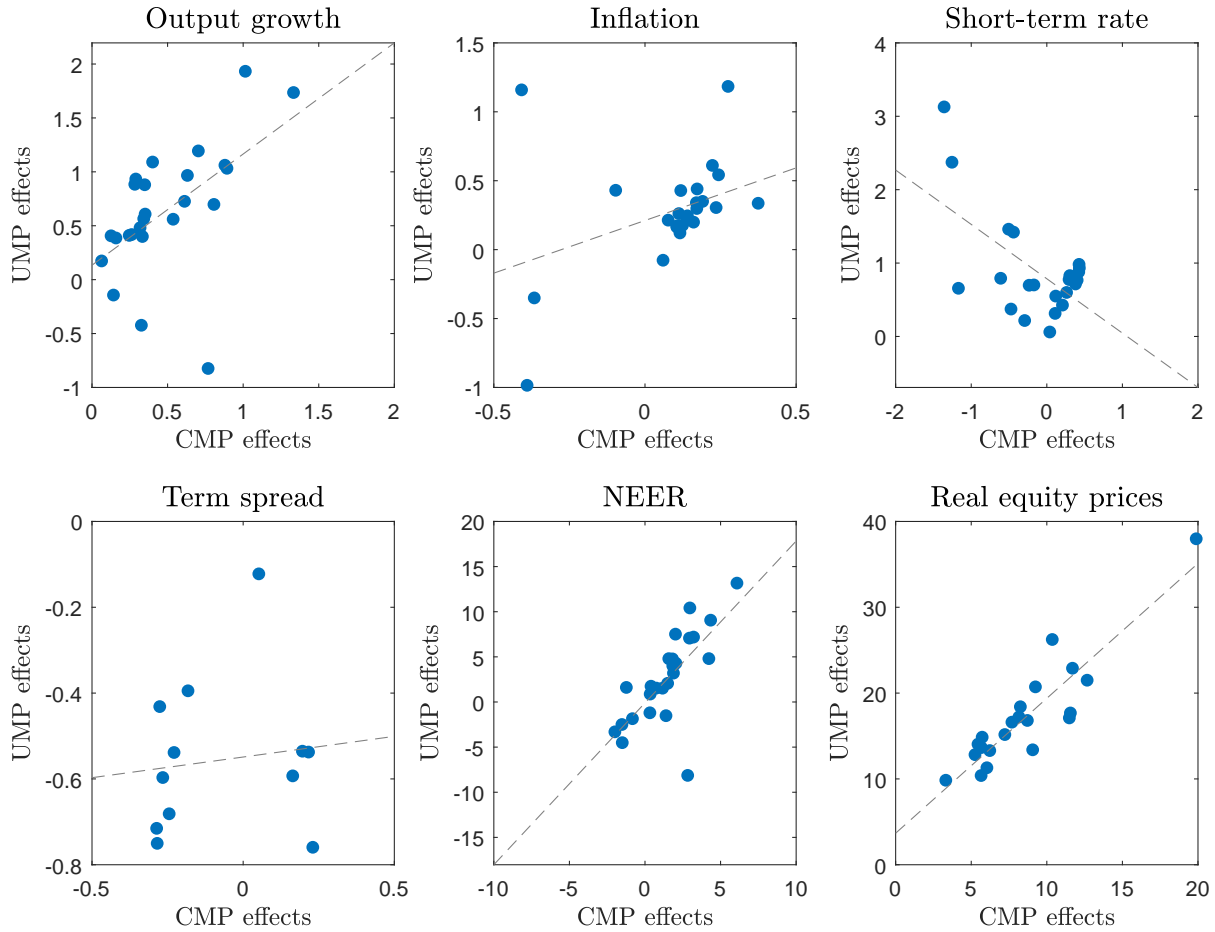 Output growth
UMP effects
2
1.5
1
0.5
0
-0.5
-1
0 0.5 1 1.5 2
CMP effects
Inflation
UMP effects
1.5
1
0.5
0
-0.5
-1
-0.5 0 0.5
CMP effects
Short-term rate
UMP effects
4
3
2
1
0
-2 -1 0 1 2
CMP effects
Term spread
UMP effects
0
-0.2
-0.4
-0.6
-0.8
-0.5 0 0.5
CMP effects
NEER
UMP effects
20
15
10
5
0
-5
-10
-15
-10 -5 0 5 10
CMP effects
Real equity prices
UMP effects
40
30
20
10
0
0 5 10 15 20
CMP effects